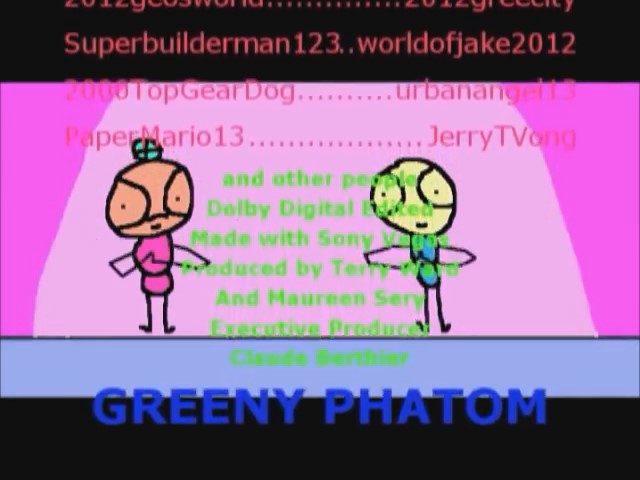 2012geosworld...............2012greecity
Superbuilderman123..worldofjake2012
2000TopGearDog..........urbanangel13
PaperMario13..................JerryTVong
and other people
Dolby Digital Edited
Made with Sony Vegas
Produced by Terry Ward
And Maureen Sery
Executive Producer
Claude Berthier
GREENY PHATOM